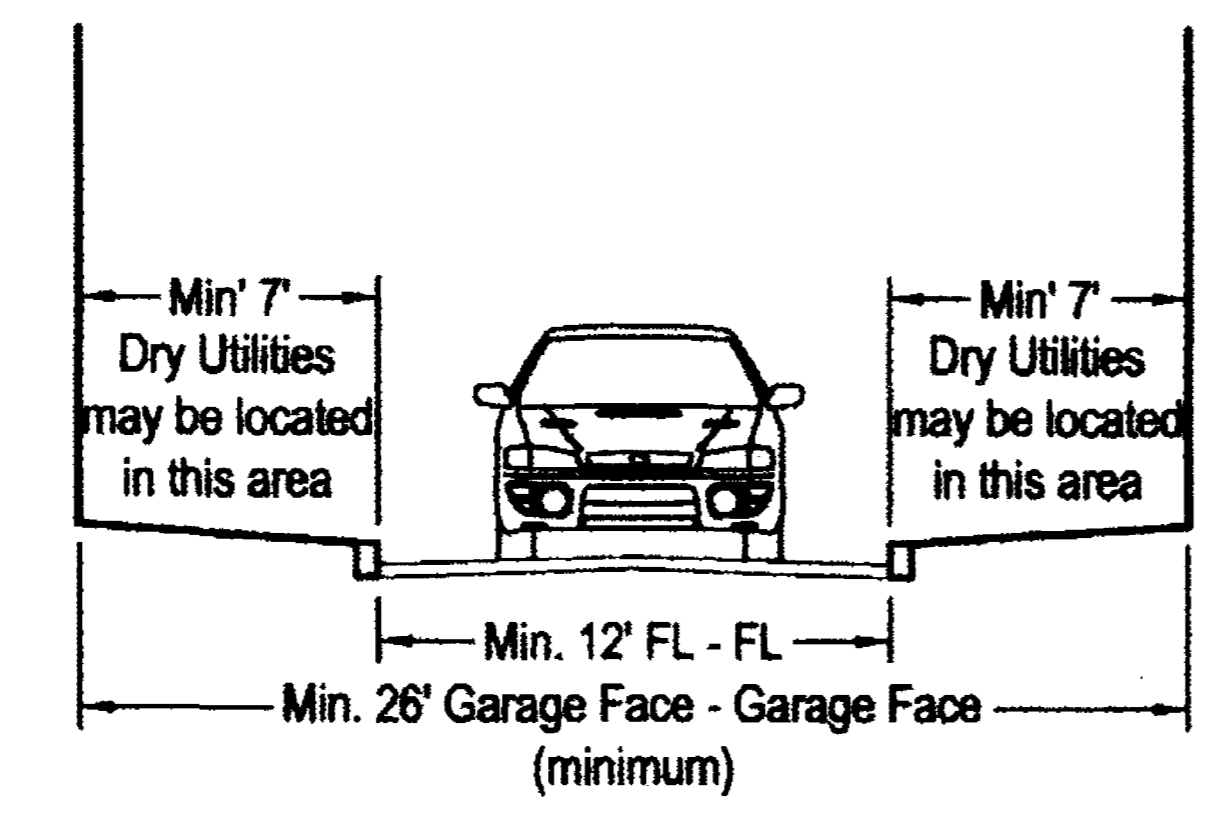 Min' 7'
Dry Utilities
may be located
in this area
Min' 7'
Dry Utilities
may be located
in this area
Min. 12' FL - FL
Min. 26' Garage Face - Garage Face
(minimum)